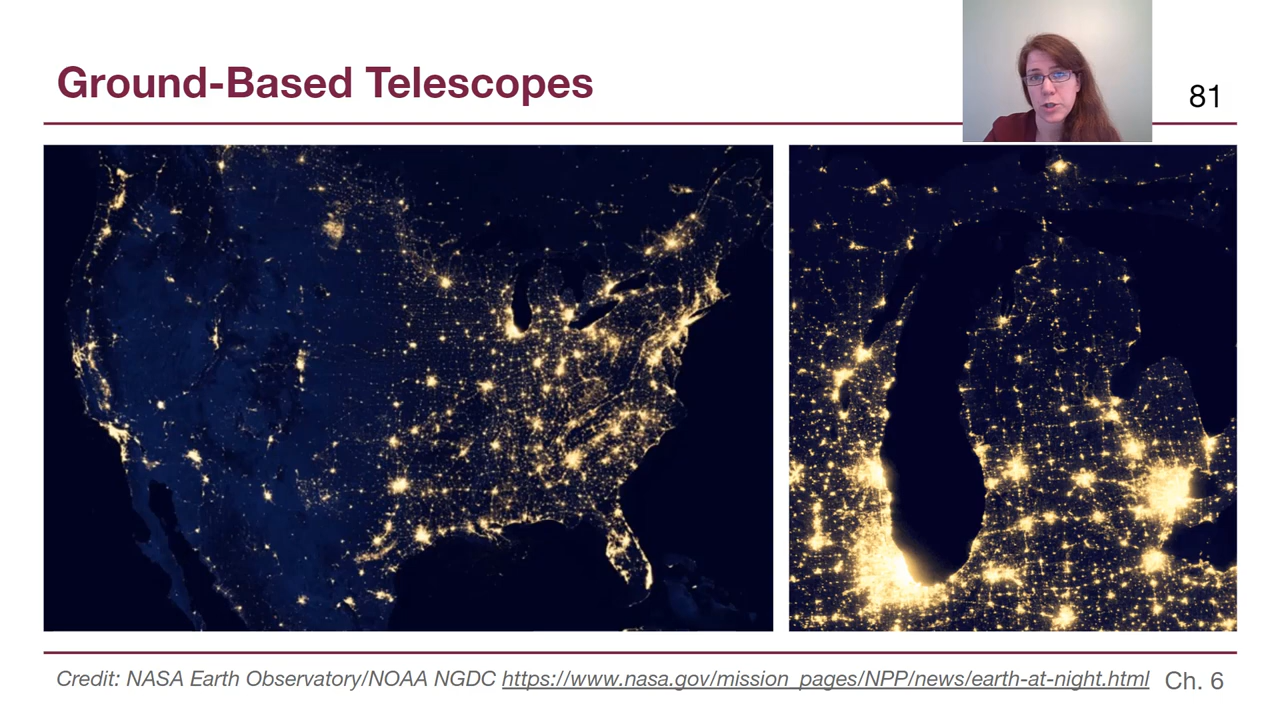 Ground-Based Telescopes
81
Credit: NASA Earth Observatory/NOAA NGDC https://www.nasa.gov/mission_pages/NPP/news/earth-at-night.html
Ch. 6